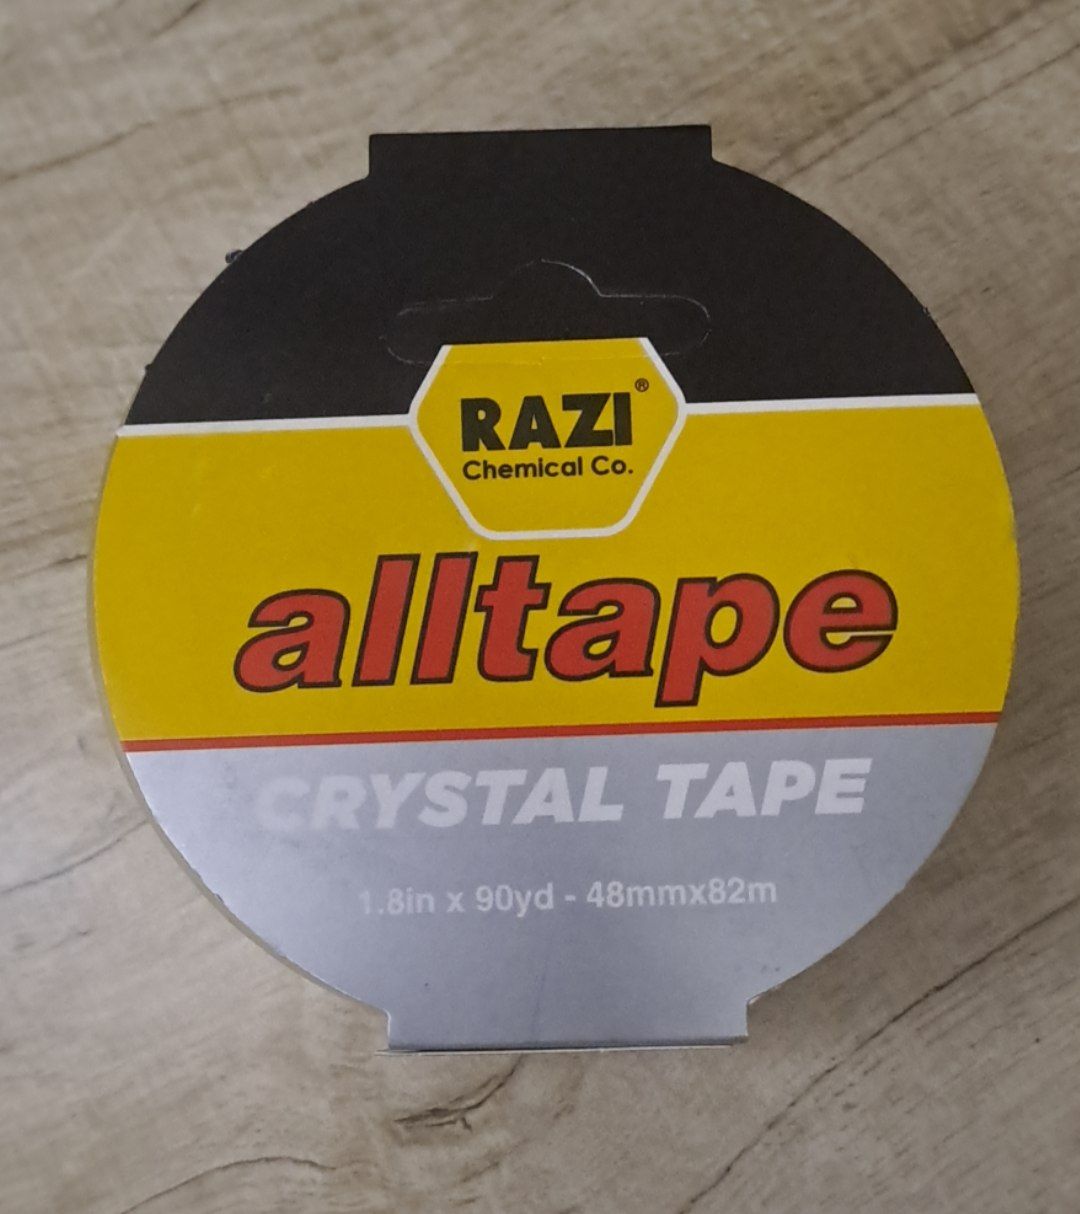 RAZI®
Chemical Co.
alltape
CRYSTAL TAPE
1.8in x 90yd - 48mmx82m